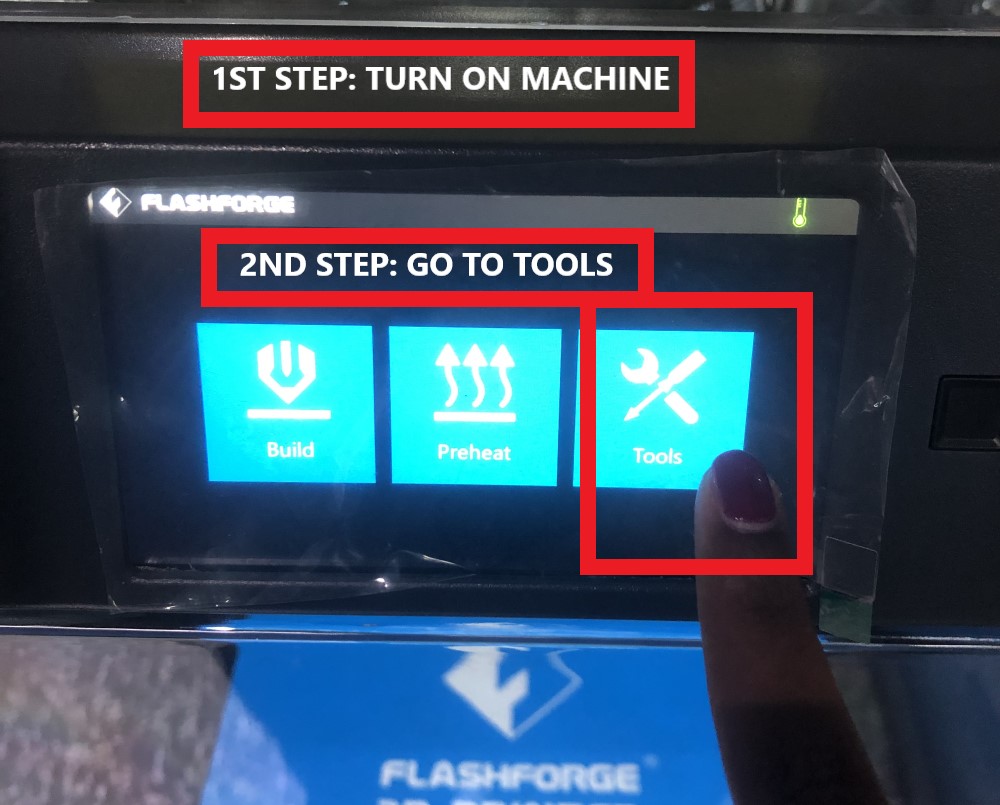 1ST STEP: TURN ON MACHINE
FLASHFORGE
2ND STEP: GO TO TOOLS
Build
Preheat
Tools
FLASHFORGE